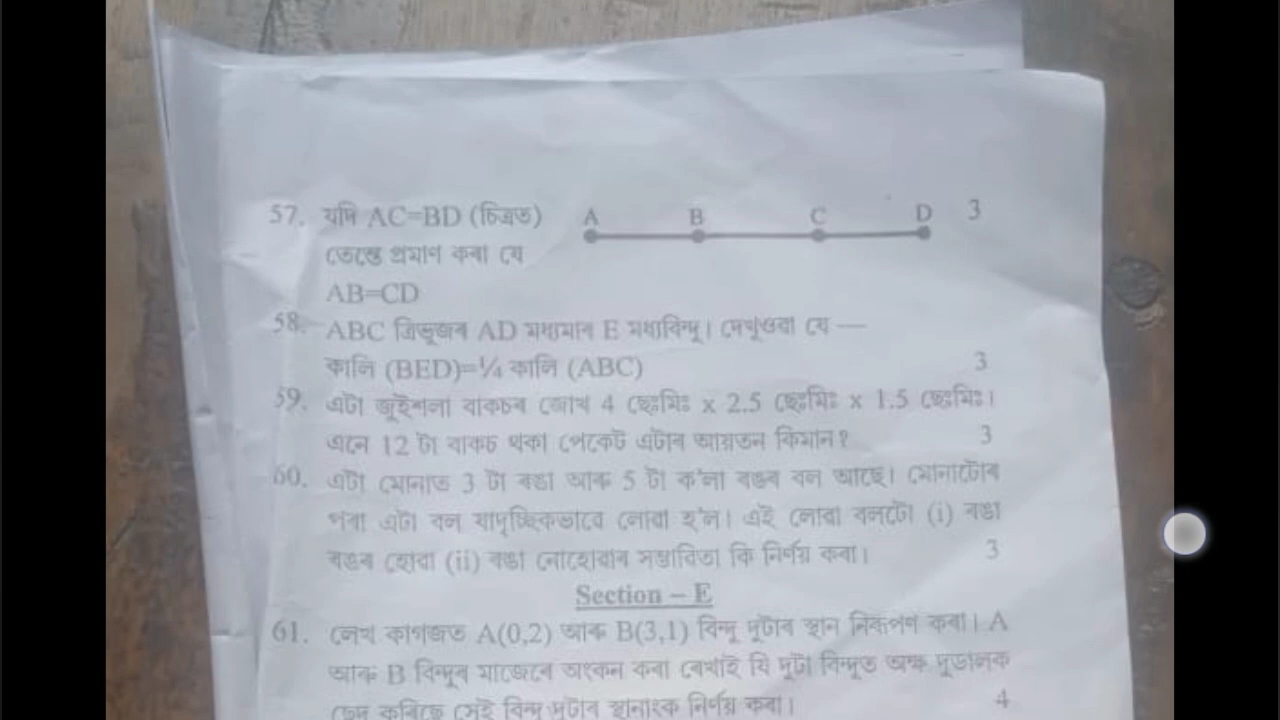 57. যদি AC=BD (চিত্ৰত) A B C D 3
তেন্তে প্ৰমাণ কৰা যে
AB=CD
58. ABC ত্ৰিভূজৰ AD মধ্যমাৰ E মধ্যবিন্দু। দেখুওৱা যে —
কালি (BED)=¼ কালি (ABC) 3
59. এটা জুইশলা বাকচৰ জোখ 4 ছেঃমিঃ x 2.5 ছেঃমিঃ x 1.5 ছেঃমিঃ।
এনে 12 টা বাকচ থকা পেকেট এটাৰ আয়তন কিমান? 3
60. এটা মোনাত 3 টা ৰঙা আৰু 5 টা ক'লা ৰঙৰ বল আছে। মোনাটোৰ
পৰা এটা বল যাদৃচ্ছিকভাবে লোৱা হ'ল। এই লোৱা বলটো (i) ৰঙা
ৰঙৰ হোৱা (ii) ৰঙা নোহোৱাৰ সম্ভাবিতা কি নিৰ্ণয় কৰা। 3
Section – E
61. লেখ কাগজত A(0,2) আৰু B(3,1) বিন্দু দুটাৰ স্থান নিৰূপণ কৰা। A
আৰু B বিন্দুৰ মাজেৰে অংকন কৰা ৰেখাই যি দুটা বিন্দুত অক্ষ দুডালক
ছেদ কৰিছে সেই বিন্দু দুটাৰ স্থানাংক নিৰ্ণয় কৰা। 4